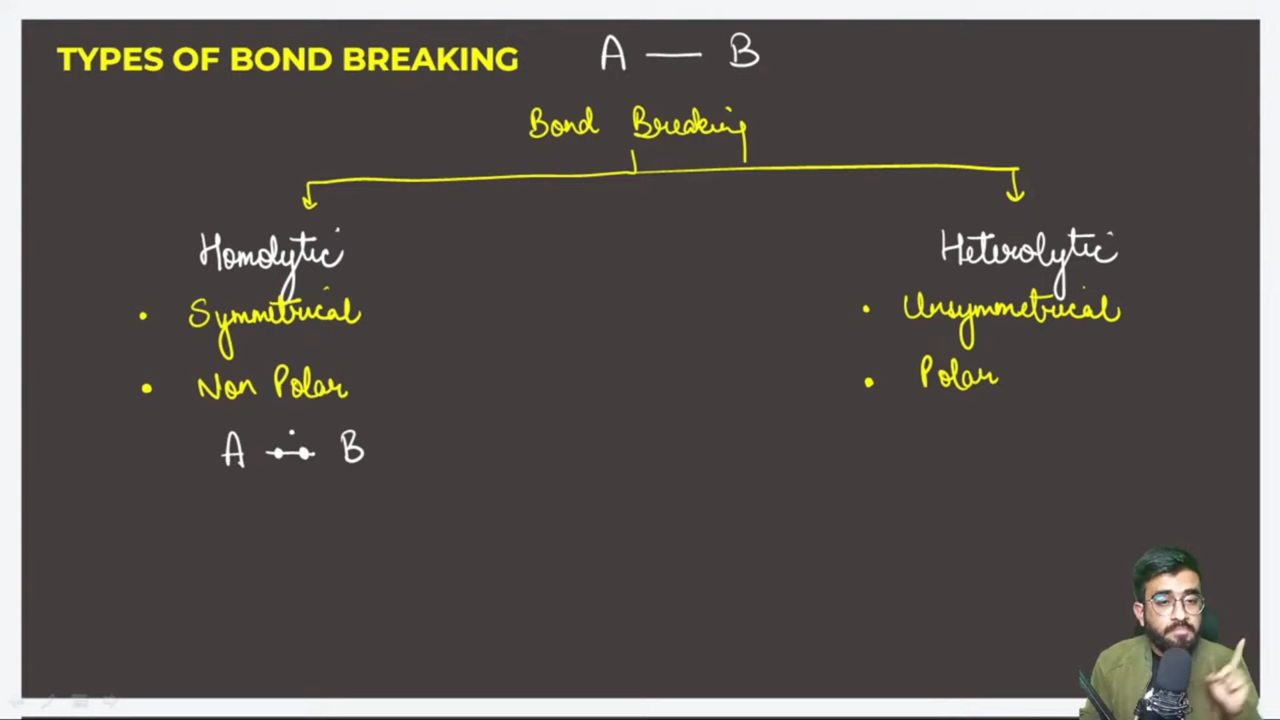 TYPES OF BOND BREAKING A — B
Bond Breaking
Homolytic Heterolytic
• Symmetrical • Unsymmetrical
• Non Polar • Polar
A — B